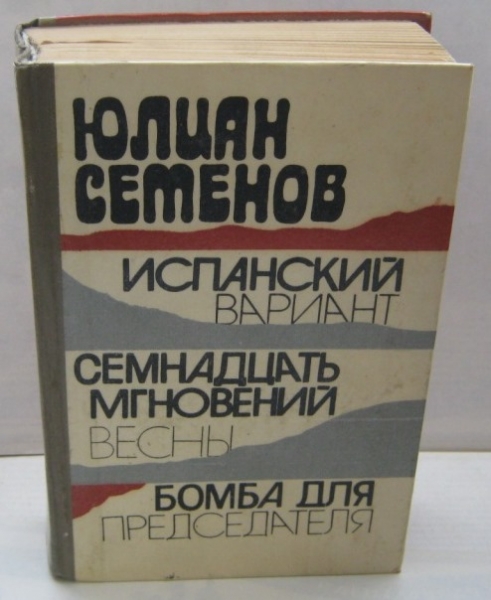 ЮЛИАН
СЕМЕНОВ
ИСПАНСКИЙ
ВАРИАНТ
СЕМНАДЦАТЬ
МГНОВЕНИЙ
ВЕСНЫ
БОМБА ДЛЯ
ПРЕДСЕДАТЕЛЯ